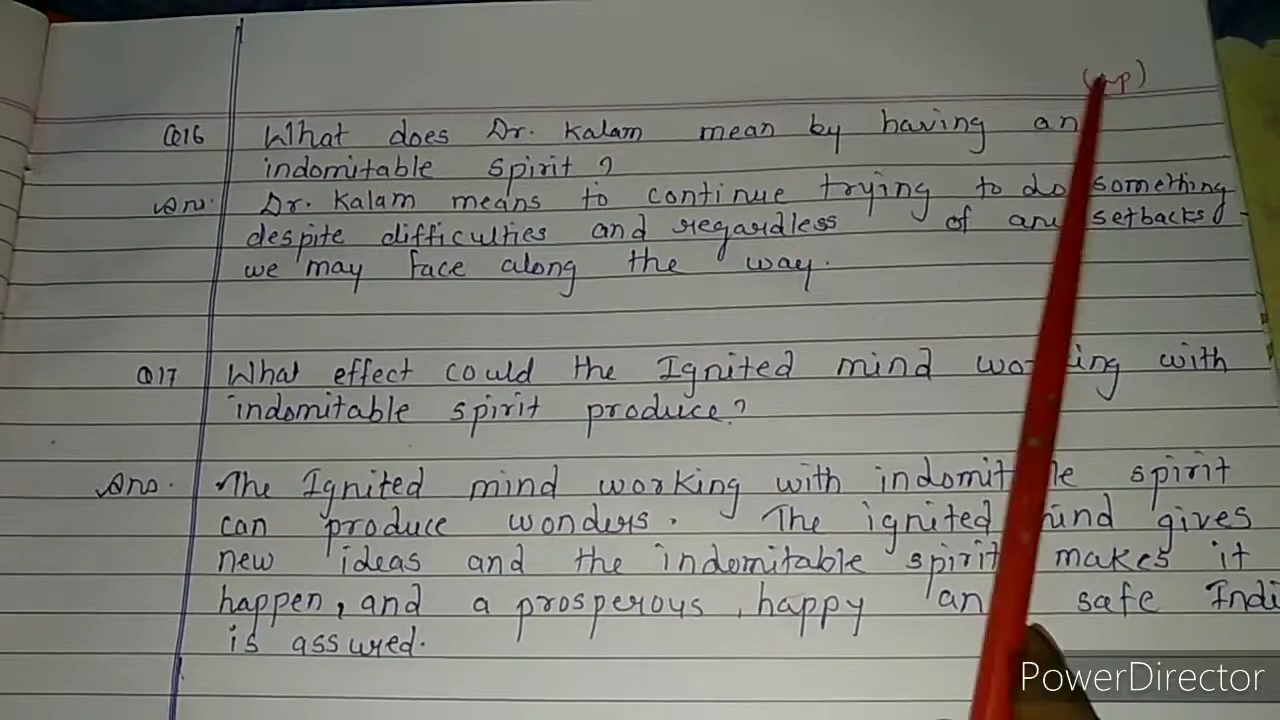 Q16 What does Dr. Kalam mean by having an
indomitable spirit ?
Ans. Dr. Kalam means to continue trying to do something
despite difficulties and regardless of any setbacks
we may face along the way.
Q17 What effect could the Ignited mind working with
indomitable spirit produce?
Ans. The Ignited mind working with indomitable spirit
can produce wonders. The ignited mind gives
new ideas and the indomitable spirit makes it
happen, and a prosperous, happy an safe Indi
is assured.
PowerDirector